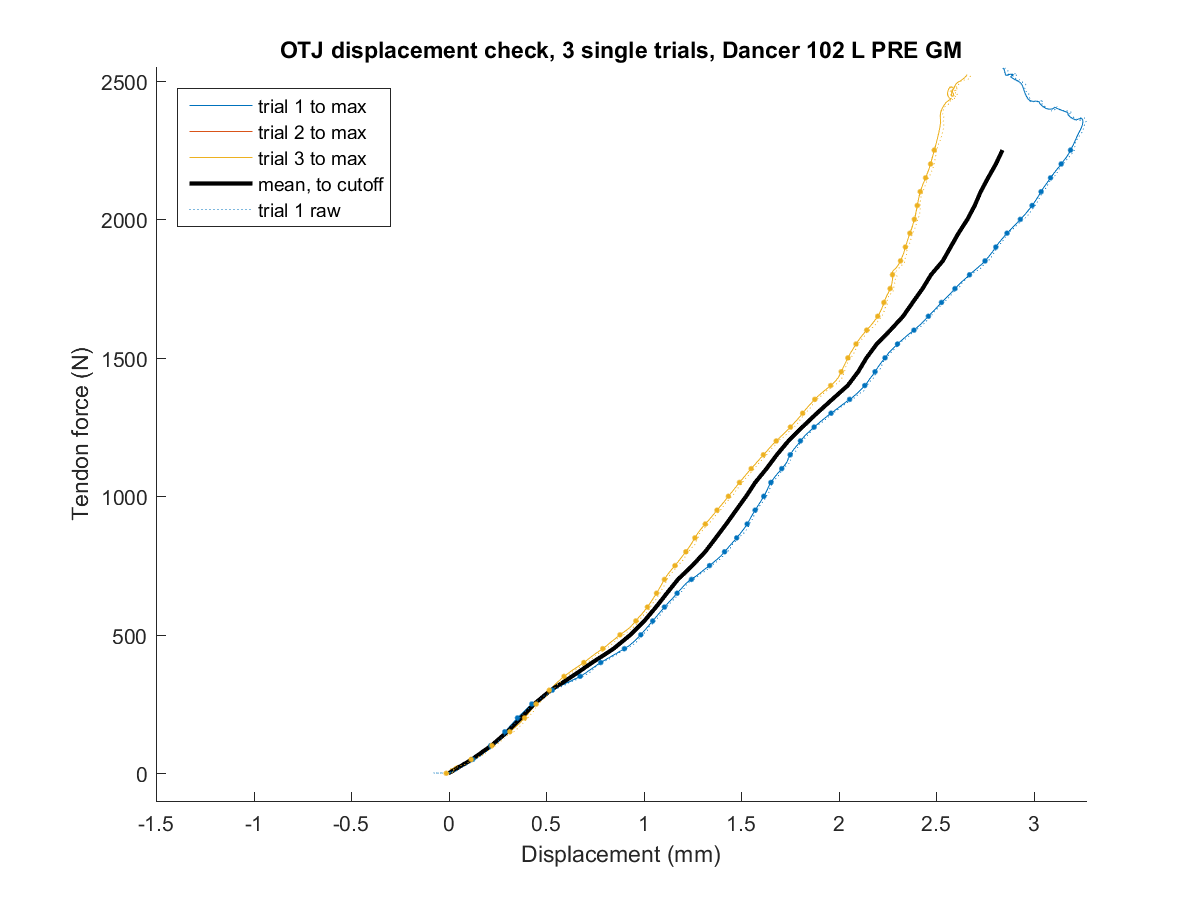 OTJ displacement check, 3 single trials, Dancer 102 L PRE GM
trial 1 to max
trial 2 to max
trial 3 to max
mean, to cutoff
trial 1 raw
2500
2000
1500
1000
500
0
Tendon force (N)
-1.5
-1
-0.5
0
0.5
1
1.5
2
2.5
3
Displacement (mm)